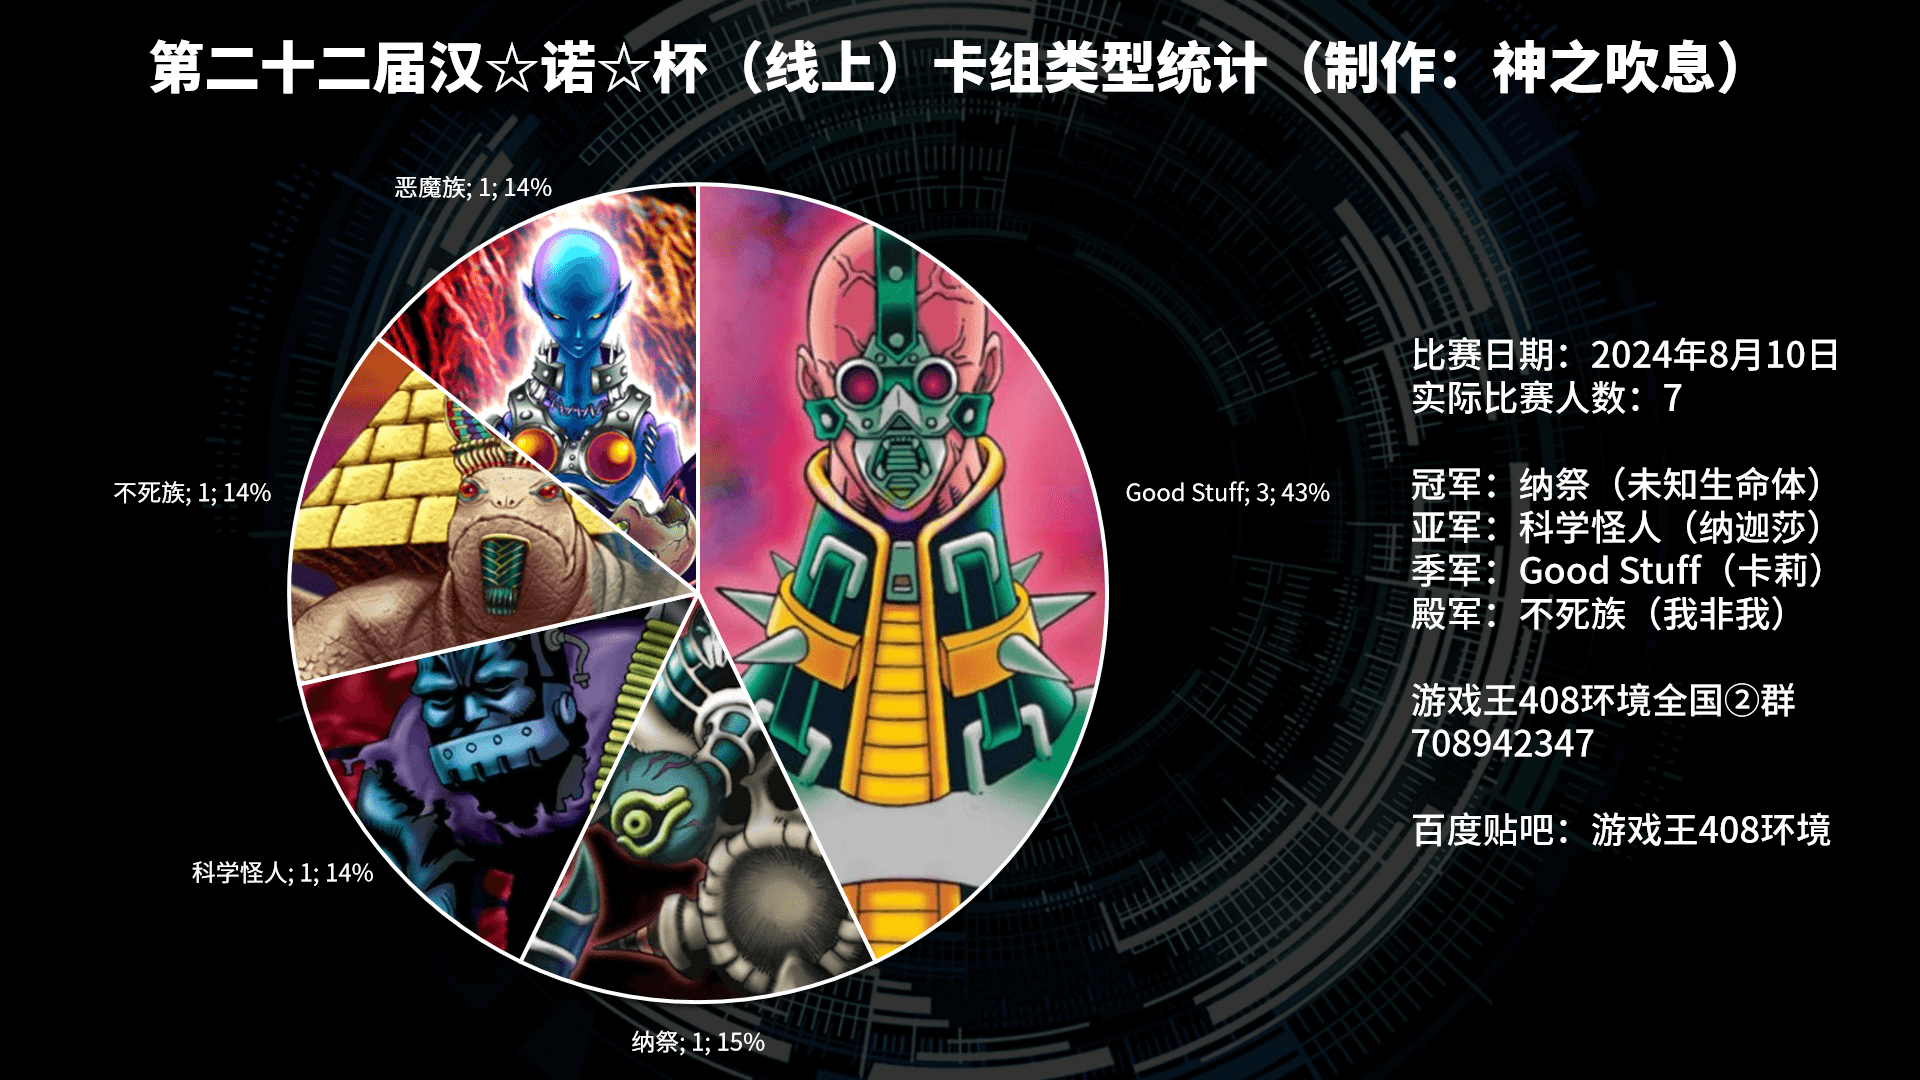 第二十二届汉☆诺☆杯（线上）卡组类型统计（制作：神之吹息）
恶魔族; 1; 14%
不死族; 1; 14%
Good Stuff; 3; 43%
科学怪人; 1; 14%
纳祭; 1; 15%
比赛日期：2024年8月10日
实际比赛人数：7
冠军：纳祭（未知生命体）
亚军：科学怪人（纳迦莎）
季军：Good Stuff（卡莉）
殿军：不死族（我非我）
游戏王408环境全国②群
708942347
百度贴吧：游戏王408环境